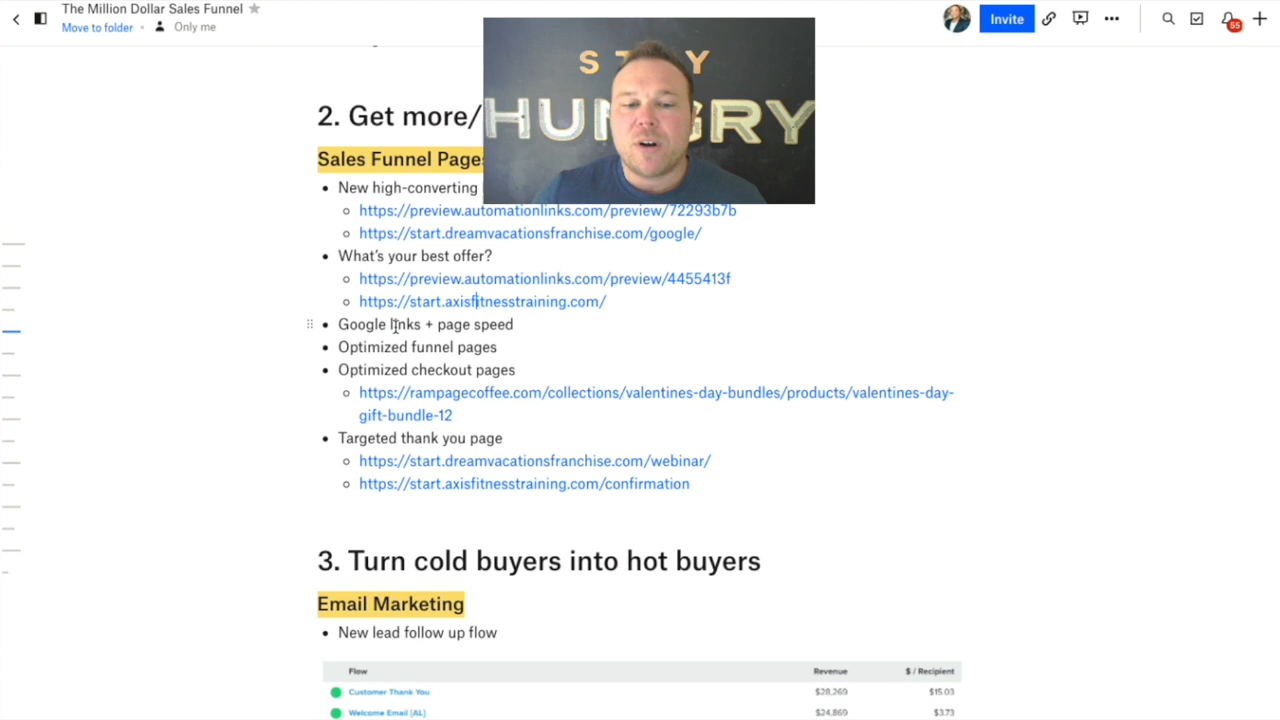 The Million Dollar Sales Funnel
Move to folder • Only me
Invite
55
STAY
HUNGRY
2. Get more/
Sales Funnel Pages
New high-converting
https://preview.automationlinks.com/preview/72293b7b
https://start.dreamvacationsfranchise.com/google/
What's your best offer?
https://preview.automationlinks.com/preview/4455413f
https://start.axisfitnesstraining.com/
Google links + page speed
Optimized funnel pages
Optimized checkout pages
https://rampagecoffee.com/collections/valentines-day-bundles/products/valentines-day-
gift-bundle-12
Targeted thank you page
https://start.dreamvacationsfranchise.com/webinar/
https://start.axisfitnesstraining.com/confirmation
3. Turn cold buyers into hot buyers
Email Marketing
New lead follow up flow
Flow Revenue $ / Recipient
Customer Thank You $28,269 $15.03
Welcome Email [AL] $24,869 $3.73